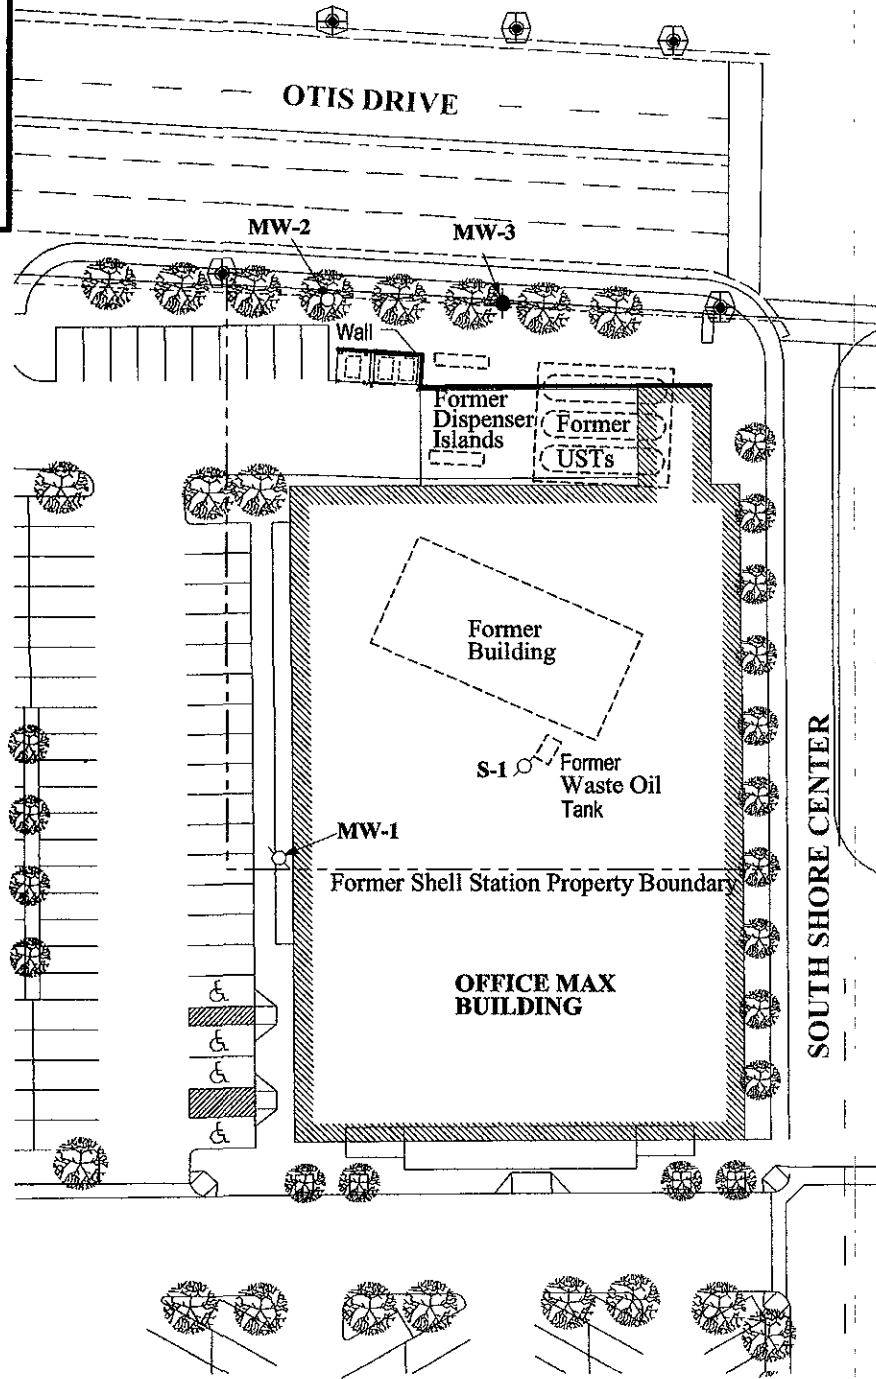 OTIS DRIVE
MW-2
MW-3
Wall
Former
Dispenser
Islands
Former
USTs
Former
Building
S-1
Former
Waste Oil
Tank
MW-1
Former Shell Station Property Boundary
OFFICE MAX
BUILDING
SOUTH SHORE CENTER